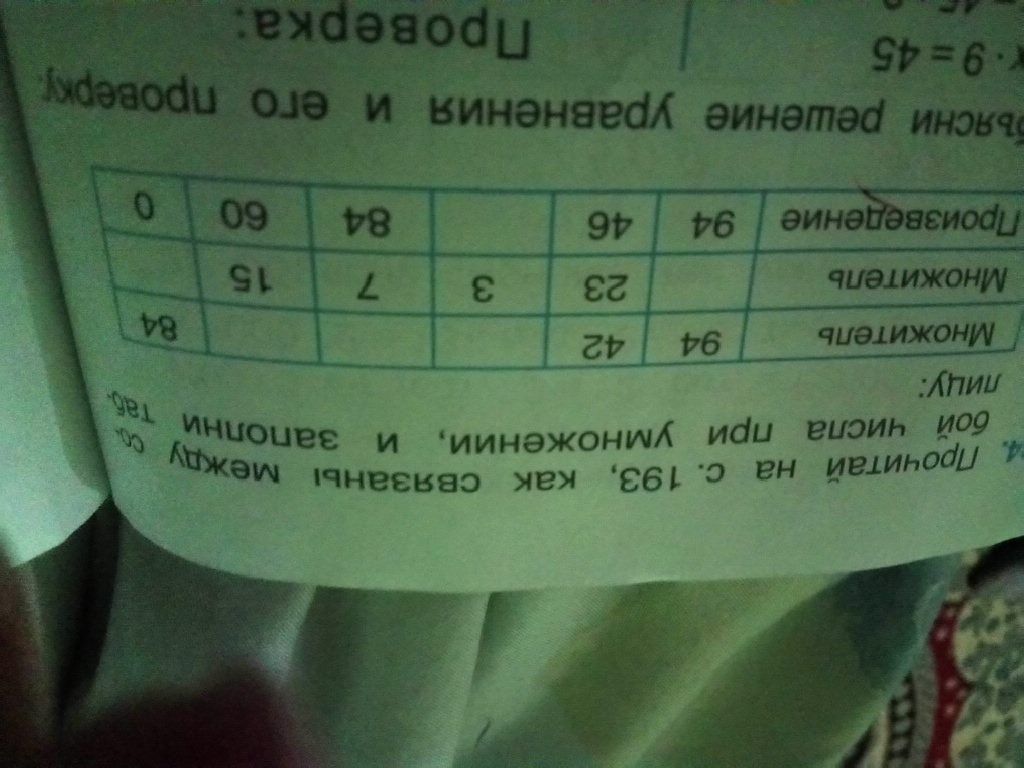 4. Прочитай на с. 193, как связаны между со-
бой числа при умножении, и заполни таб-
лицу:
Множитель 94 42 84
Множитель 23 3 7 15
Произведение 94 46 84 60 0
бъясни решение уравнения и его проверку.
x · 9 = 45 Проверка: